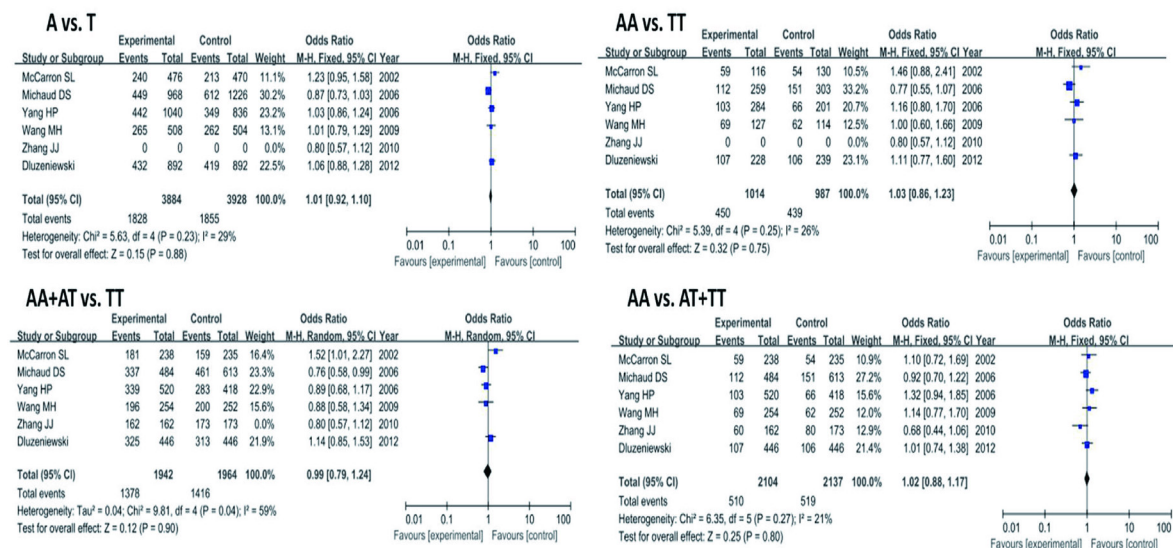 A vs. T
Experimental Control Odds Ratio Odds Ratio
Study or Subgroup Events Total Events Total Weight M-H, Fixed, 95% CI Year M-H, Fixed, 95% CI
McCarron SL 240 476 213 470 11.1% 1.23 [0.95, 1.58] 2002
Michaud DS 449 968 612 1226 30.2% 0.87 [0.73, 1.03] 2006
Yang HP 442 1040 349 836 23.2% 1.03 [0.86, 1.24] 2006
Wang MH 265 508 262 504 13.1% 1.01 [0.79, 1.29] 2009
Zhang JJ 0 0 0 0 0.80 [0.57, 1.12] 2010
Dluzeniewski 432 892 419 892 22.5% 1.06 [0.88, 1.28] 2012
Total (95% CI) 3884 3928 100.0% 1.01 [0.92, 1.10]
Total events 1828 1855
Heterogeneity: Chi² = 5.63, df = 4 (P = 0.23); I² = 29%
Test for overall effect: Z = 0.15 (P = 0.88)
0.01 0.1 1 10 100
Favours [experimental] Favours [control]
AA vs. TT
Experimental Control Odds Ratio Odds Ratio
Study or Subgroup Events Total Events Total Weight M-H, Fixed, 95% CI Year M-H, Fixed, 95% CI
McCarron SL 59 116 54 130 10.5% 1.46 [0.88, 2.41] 2002
Michaud DS 112 259 151 303 33.2% 0.77 [0.55, 1.07] 2006
Yang HP 103 284 66 201 20.7% 1.16 [0.80, 1.70] 2006
Wang MH 69 127 62 114 12.5% 1.00 [0.60, 1.66] 2009
Zhang JJ 0 0 0 0 0.80 [0.57, 1.12] 2010
Dluzeniewski 107 228 106 239 23.1% 1.11 [0.77, 1.60] 2012
Total (95% CI) 1014 987 100.0% 1.03 [0.86, 1.23]
Total events 450 439
Heterogeneity: Chi² = 5.39, df = 4 (P = 0.25); I² = 26%
Test for overall effect: Z = 0.32 (P = 0.75)
0.01 0.1 1 10 100
Favours [experimental] Favours [control]
AA+AT vs. TT
Experimental Control Odds Ratio Odds Ratio
Study or Subgroup Events Total Events Total Weight M-H, Random, 95% CI Year M-H, Random, 95% CI
McCarron SL 181 238 159 235 16.4% 1.52 [1.01, 2.27] 2002
Michaud DS 337 484 461 613 23.3% 0.76 [0.58, 0.99] 2006
Yang HP 339 520 283 418 22.9% 0.89 [0.68, 1.17] 2006
Wang MH 196 254 200 252 15.6% 0.88 [0.58, 1.34] 2009
Zhang JJ 162 162 173 173 0.0% 0.80 [0.57, 1.12] 2010
Dluzeniewski 325 446 313 446 21.9% 1.14 [0.85, 1.53] 2012
Total (95% CI) 1942 1964 100.0% 0.99 [0.79, 1.24]
Total events 1378 1416
Heterogeneity: Tau² = 0.04; Chi² = 9.81, df = 4 (P = 0.04); I² = 59%
Test for overall effect: Z = 0.12 (P = 0.90)
0.01 0.1 1 10 100
Favours [experimental] Favours [control]
AA vs. AT+TT
Experimental Control Odds Ratio Odds Ratio
Study or Subgroup Events Total Events Total Weight M-H, Fixed, 95% CI Year M-H, Fixed, 95% CI
McCarron SL 59 238 54 235 10.9% 1.10 [0.72, 1.69] 2002
Michaud DS 112 484 151 613 27.2% 0.92 [0.70, 1.22] 2006
Yang HP 103 520 66 418 15.6% 1.32 [0.94, 1.85] 2006
Wang MH 69 254 62 252 12.0% 1.14 [0.77, 1.70] 2009
Zhang JJ 60 162 80 173 12.9% 0.68 [0.44, 1.06] 2010
Dluzeniewski 107 446 106 446 21.4% 1.01 [0.74, 1.38] 2012
Total (95% CI) 2104 2137 100.0% 1.02 [0.88, 1.17]
Total events 510 519
Heterogeneity: Chi² = 6.35, df = 5 (P = 0.27); I² = 21%
Test for overall effect: Z = 0.25 (P = 0.80)
0.01 0.1 1 10 100
Favours [experimental] Favours [control]